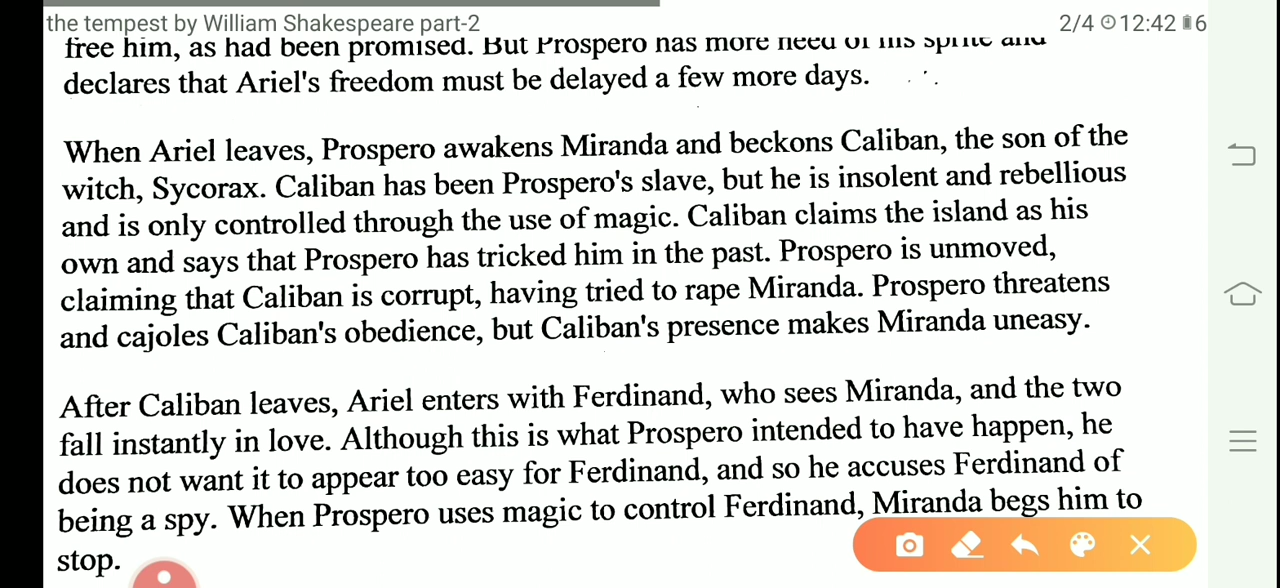 the tempest by William Shakespeare part-2
2/4 12:42 6
free him, as had been promised. But Prospero has more need of his sprite and
declares that Ariel's freedom must be delayed a few more days.
When Ariel leaves, Prospero awakens Miranda and beckons Caliban, the son of the
witch, Sycorax. Caliban has been Prospero's slave, but he is insolent and rebellious
and is only controlled through the use of magic. Caliban claims the island as his
own and says that Prospero has tricked him in the past. Prospero is unmoved,
claiming that Caliban is corrupt, having tried to rape Miranda. Prospero threatens
and cajoles Caliban's obedience, but Caliban's presence makes Miranda uneasy.
After Caliban leaves, Ariel enters with Ferdinand, who sees Miranda, and the two
fall instantly in love. Although this is what Prospero intended to have happen, he
does not want it to appear too easy for Ferdinand, and so he accuses Ferdinand of
being a spy. When Prospero uses magic to control Ferdinand, Miranda begs him to
stop.